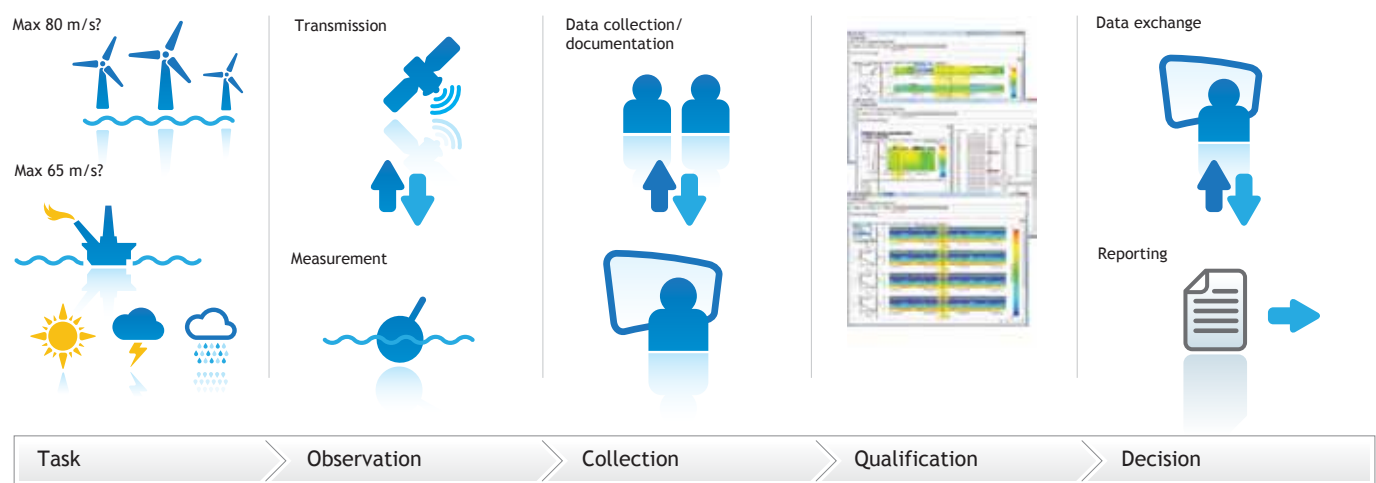 Max 80 m/s?
Max 65 m/s?
Transmission
Measurement
Data collection/
documentation
Data exchange
Reporting
Task
Observation
Collection
Qualification
Decision